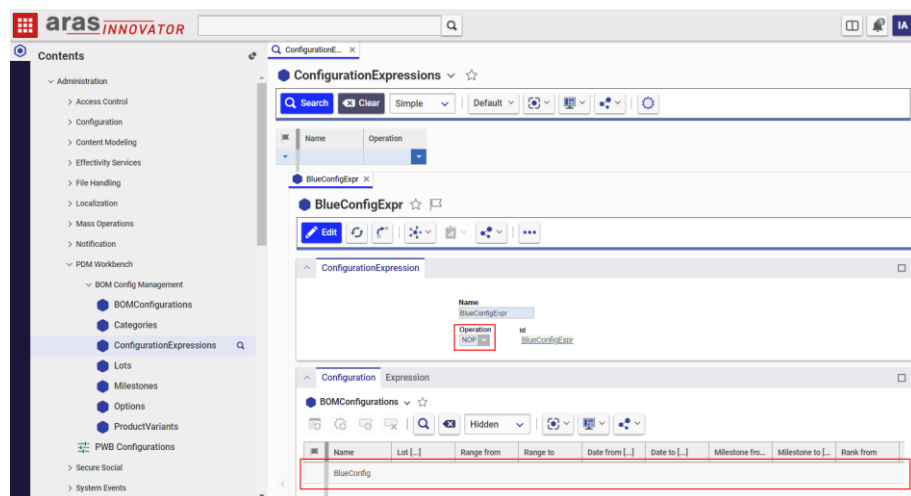 aras INNOVATOR
IA
Contents
ConfigurationE... ×
Administration
ConfigurationExpressions
Access Control
Search Clear Simple Default
Configuration
Content Modeling
Name Operation
Effectivity Services
File Handling
BlueConfigExpr ×
Localization
BlueConfigExpr
Mass Operations
Edit
Notification
PDM Workbench
ConfigurationExpression
BOM Config Management
BOMConfigurations
Name
BlueConfigExpr
Categories
Operation id
NOP BlueConfigExpr
ConfigurationExpressions
Lots
Configuration Expression
Milestones
BOMConfigurations
Options
Hidden
ProductVariants
PWB Configurations
Name Lot [...] Range from Range to Date from [...] Date to [...] Milestone fro... Milestone to [... Rank from
Secure Social
BlueConfig
System Events